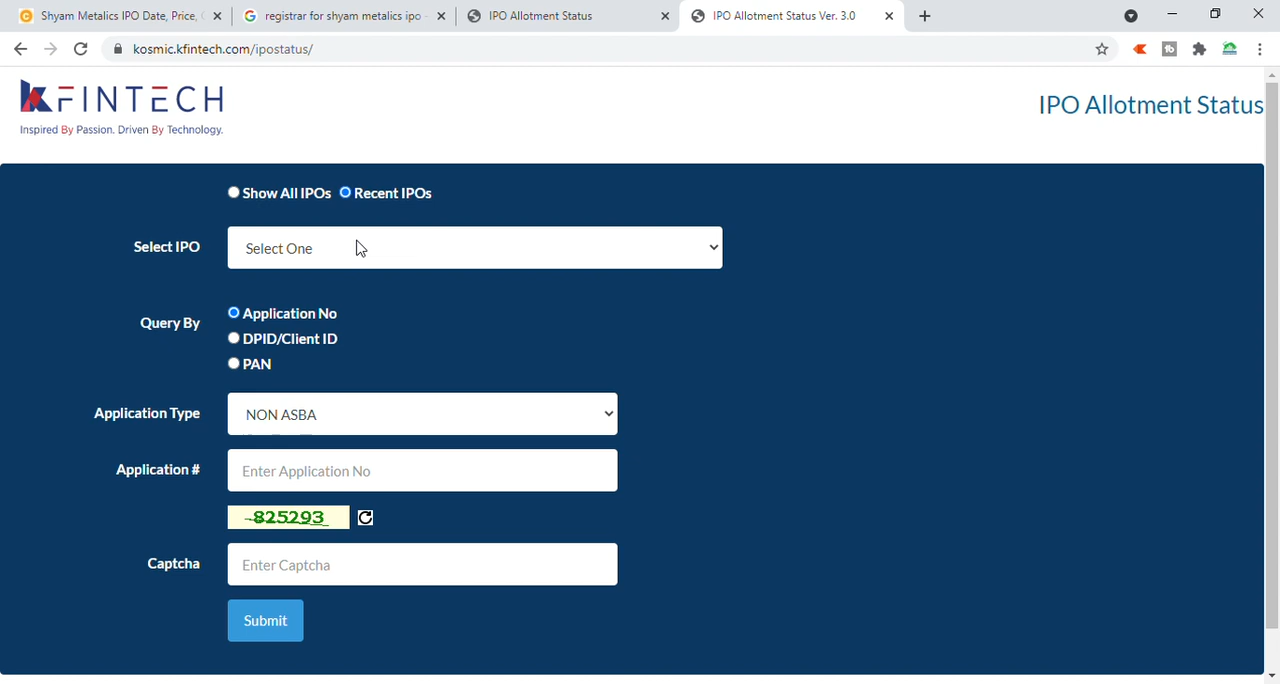 Shyam Metalics IPO Date, Price,
registrar for shyam metalics ipo
IPO Allotment Status
IPO Allotment Status Ver. 3.0
kosmic.kfintech.com/ipostatus/
KFINTECH
Inspired By Passion. Driven By Technology.
IPO Allotment Status
Show All IPOs Recent IPOs
Select IPO
Select One
Query By
Application No
DPID/Client ID
PAN
Application Type
NON ASBA
Application #
Enter Application No
825293
Captcha
Enter Captcha
Submit